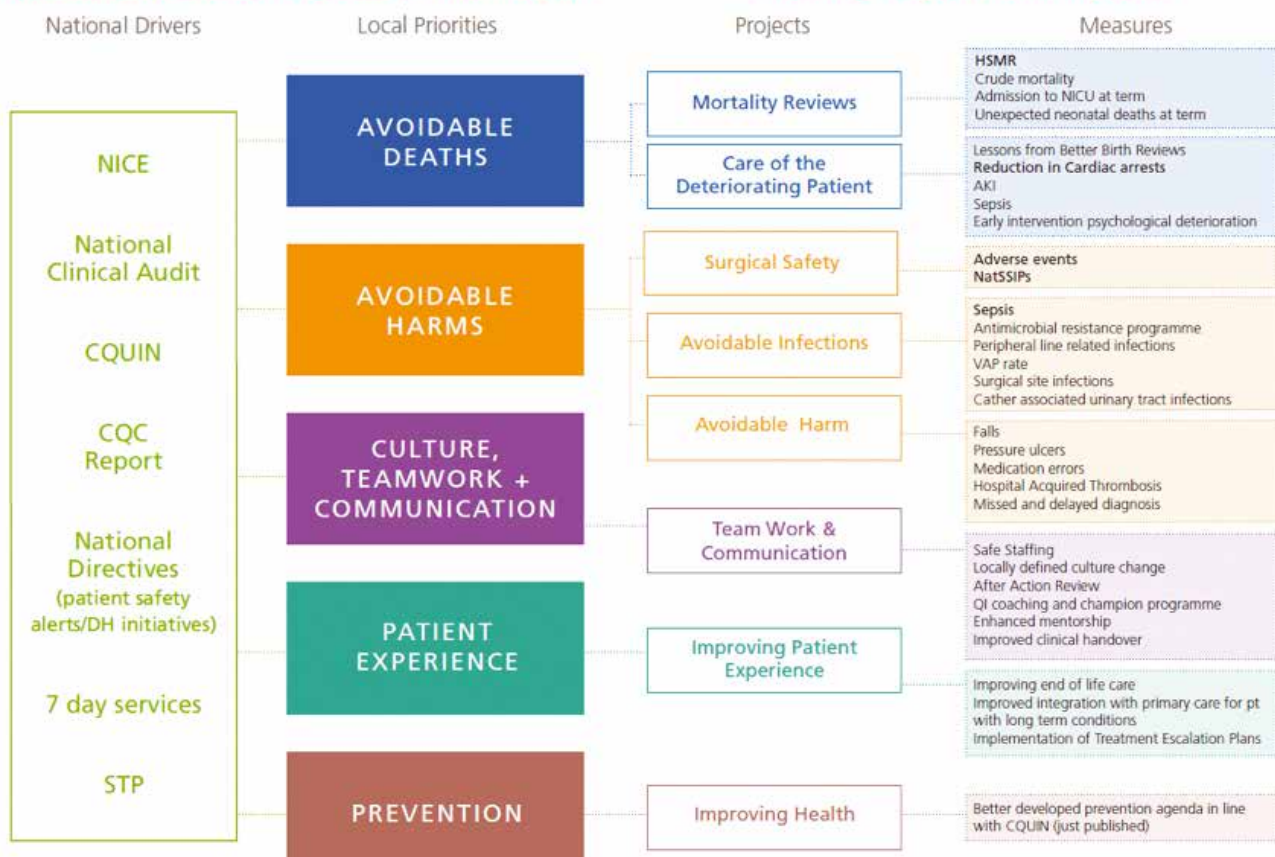 National Drivers
Local Priorities
Projects
Measures
NICE
National
Clinical Audit
CQUIN
CQC
Report
National
Directives
(patient safety
alerts/DH initiatives)
7 day services
STP
AVOIDABLE
DEATHS
AVOIDABLE
HARMS
CULTURE,
TEAMWORK +
COMMUNICATION
PATIENT
EXPERIENCE
PREVENTION
Mortality Reviews
Care of the
Deteriorating Patient
Surgical Safety
Avoidable Infections
Avoidable Harm
Team Work &
Communication
Improving Patient
Experience
Improving Health
HSMR
Crude mortality
Admission to NICU at term
Unexpected neonatal deaths at term
Lessons from Better Birth Reviews
Reduction in Cardiac arrests
AKI
Sepsis
Early intervention psychological deterioration
Adverse events
NatSSIPs
Sepsis
Antimicrobial resistance programme
Peripheral line related infections
VAP rate
Surgical site infections
Cather associated urinary tract infections
Falls
Pressure ulcers
Medication errors
Hospital Acquired Thrombosis
Missed and delayed diagnosis
Safe Staffing
Locally defined culture change
After Action Review
QI coaching and champion programme
Enhanced mentorship
Improved clinical handover
Improving end of life care
Improved integration with primary care for pt
with long term conditions
Implementation of Treatment Escalation Plans
Better developed prevention agenda in line
with CQUIN (just published)